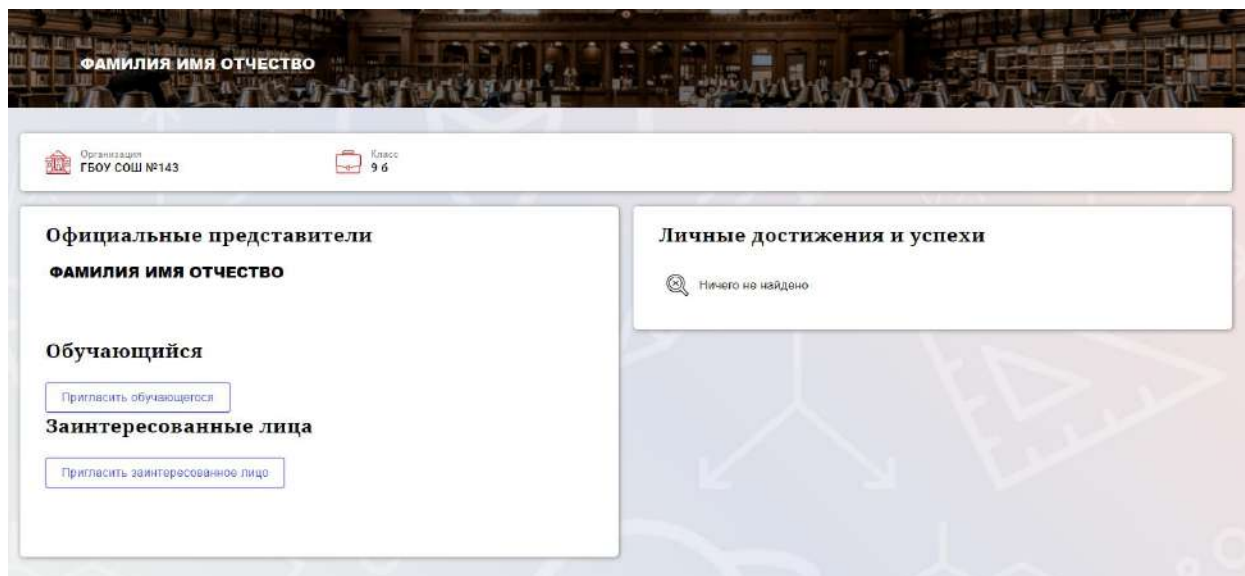 ФАМИЛИЯ ИМЯ ОТЧЕСТВО
Организация
ГБОУ СОШ №143
Класс
9 б
Официальные представители
ФАМИЛИЯ ИМЯ ОТЧЕСТВО
Обучающийся
Пригласить обучающегося
Заинтересованные лица
Пригласить заинтересованное лицо
Личные достижения и успехи
Ничего не найдено